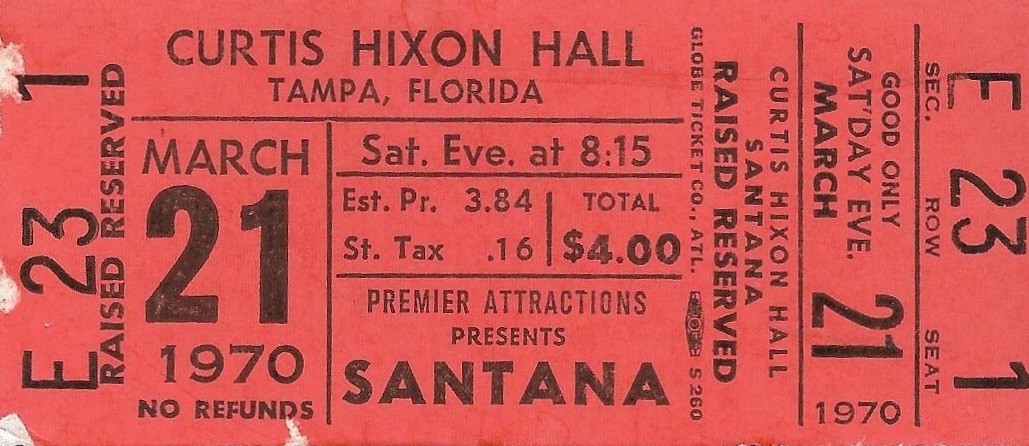 E 23 1
RAISED RESERVED
CURTIS HIXON HALL
TAMPA, FLORIDA
MARCH
21
1970
NO REFUNDS
Sat. Eve. at 8:15
Est. Pr. 3.84
St. Tax .16
TOTAL
$4.00
PREMIER ATTRACTIONS
PRESENTS
SANTANA
GLOBE TICKET CO., ATL. GLOBE S 260
RAISED RESERVED
SANTANA
CURTIS HIXON HALL
MARCH 21
SAT'DAY EVE.
GOOD ONLY
1970
SEC. ROW SEAT
E 23 1